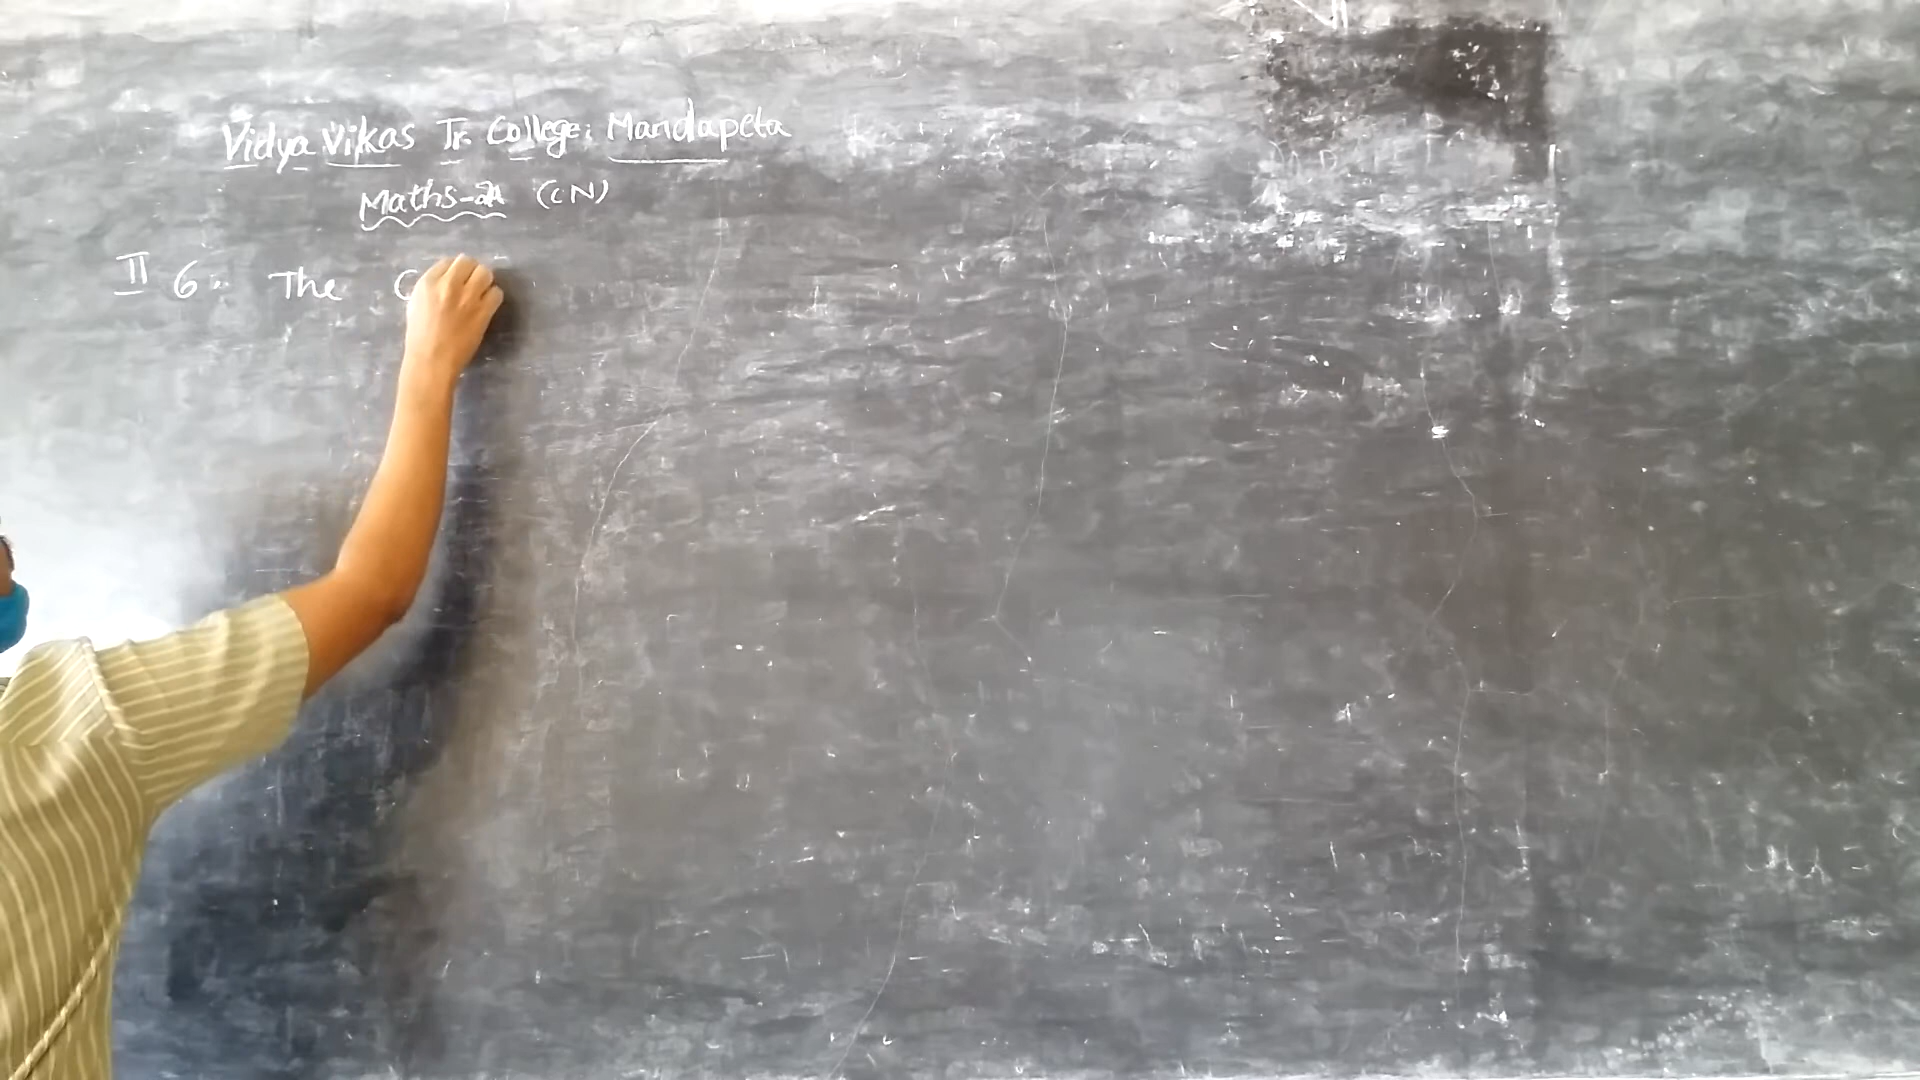 Vidya Vikas Jr. College: Mandapeta
Maths-2A (CN)
II 6. The C